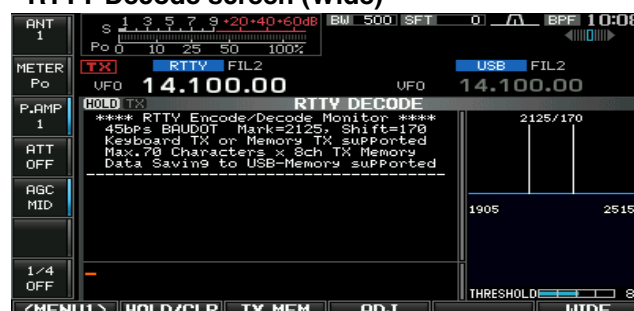 RTTY Decode screen (Wide)
ANT 1 S 1 3 5 7 9 +20+40+60dB BW 500 SFT 0 BPF 10:08
Po 0 10 25 50 100%
METER Po TX RTTY FIL2 USB FIL2
VFO 14.100.00 VFO 14.100.00
P.AMP 1 HOLD TX RTTY DECODE
**** RTTY Encode/Decode Monitor **** 2125/170
45bps BAUDOT Mark=2125, Shift=170
Keyboard TX or Memory TX supported
ATT OFF Max.70 Characters x 8ch TX Memory
Data Saving to USB-Memory supported
AGC MID 1905 2515
1/4 OFF
THRESHOLD 8
<MENU1> HOLD/CLR TX MEM ADJ WIDE